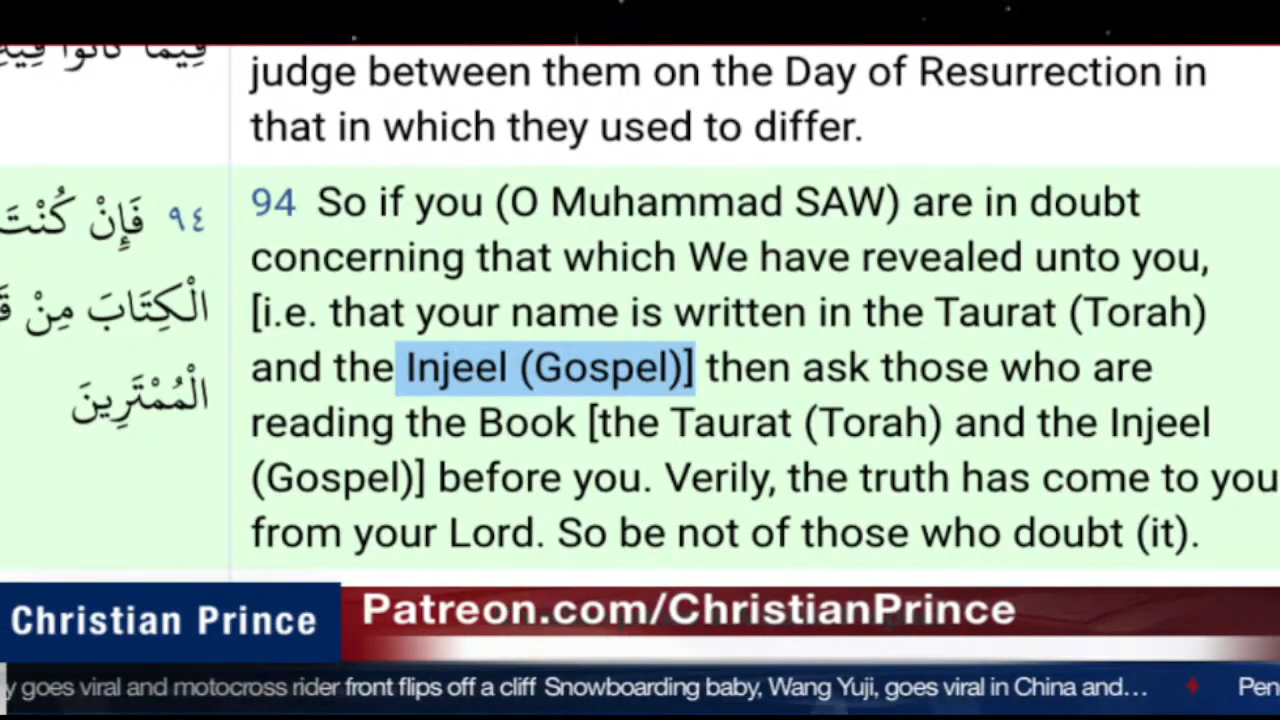 فِيمَا كَانُوا فِيهِ
judge between them on the Day of Resurrection in
that in which they used to differ.
٩٤ فَإِنْ كُنْتَ
الْكِتَابَ مِنْ
الْمُمْتَرِينَ
94 So if you (O Muhammad SAW) are in doubt
concerning that which We have revealed unto you,
[i.e. that your name is written in the Taurat (Torah)
and the Injeel (Gospel)] then ask those who are
reading the Book [the Taurat (Torah) and the Injeel
(Gospel)] before you. Verily, the truth has come to you
from your Lord. So be not of those who doubt (it).
Christian Prince
Patreon.com/ChristianPrince
y goes viral and motocross rider front flips off a cliff Snowboarding baby, Wang Yuji, goes viral in China and... Pen